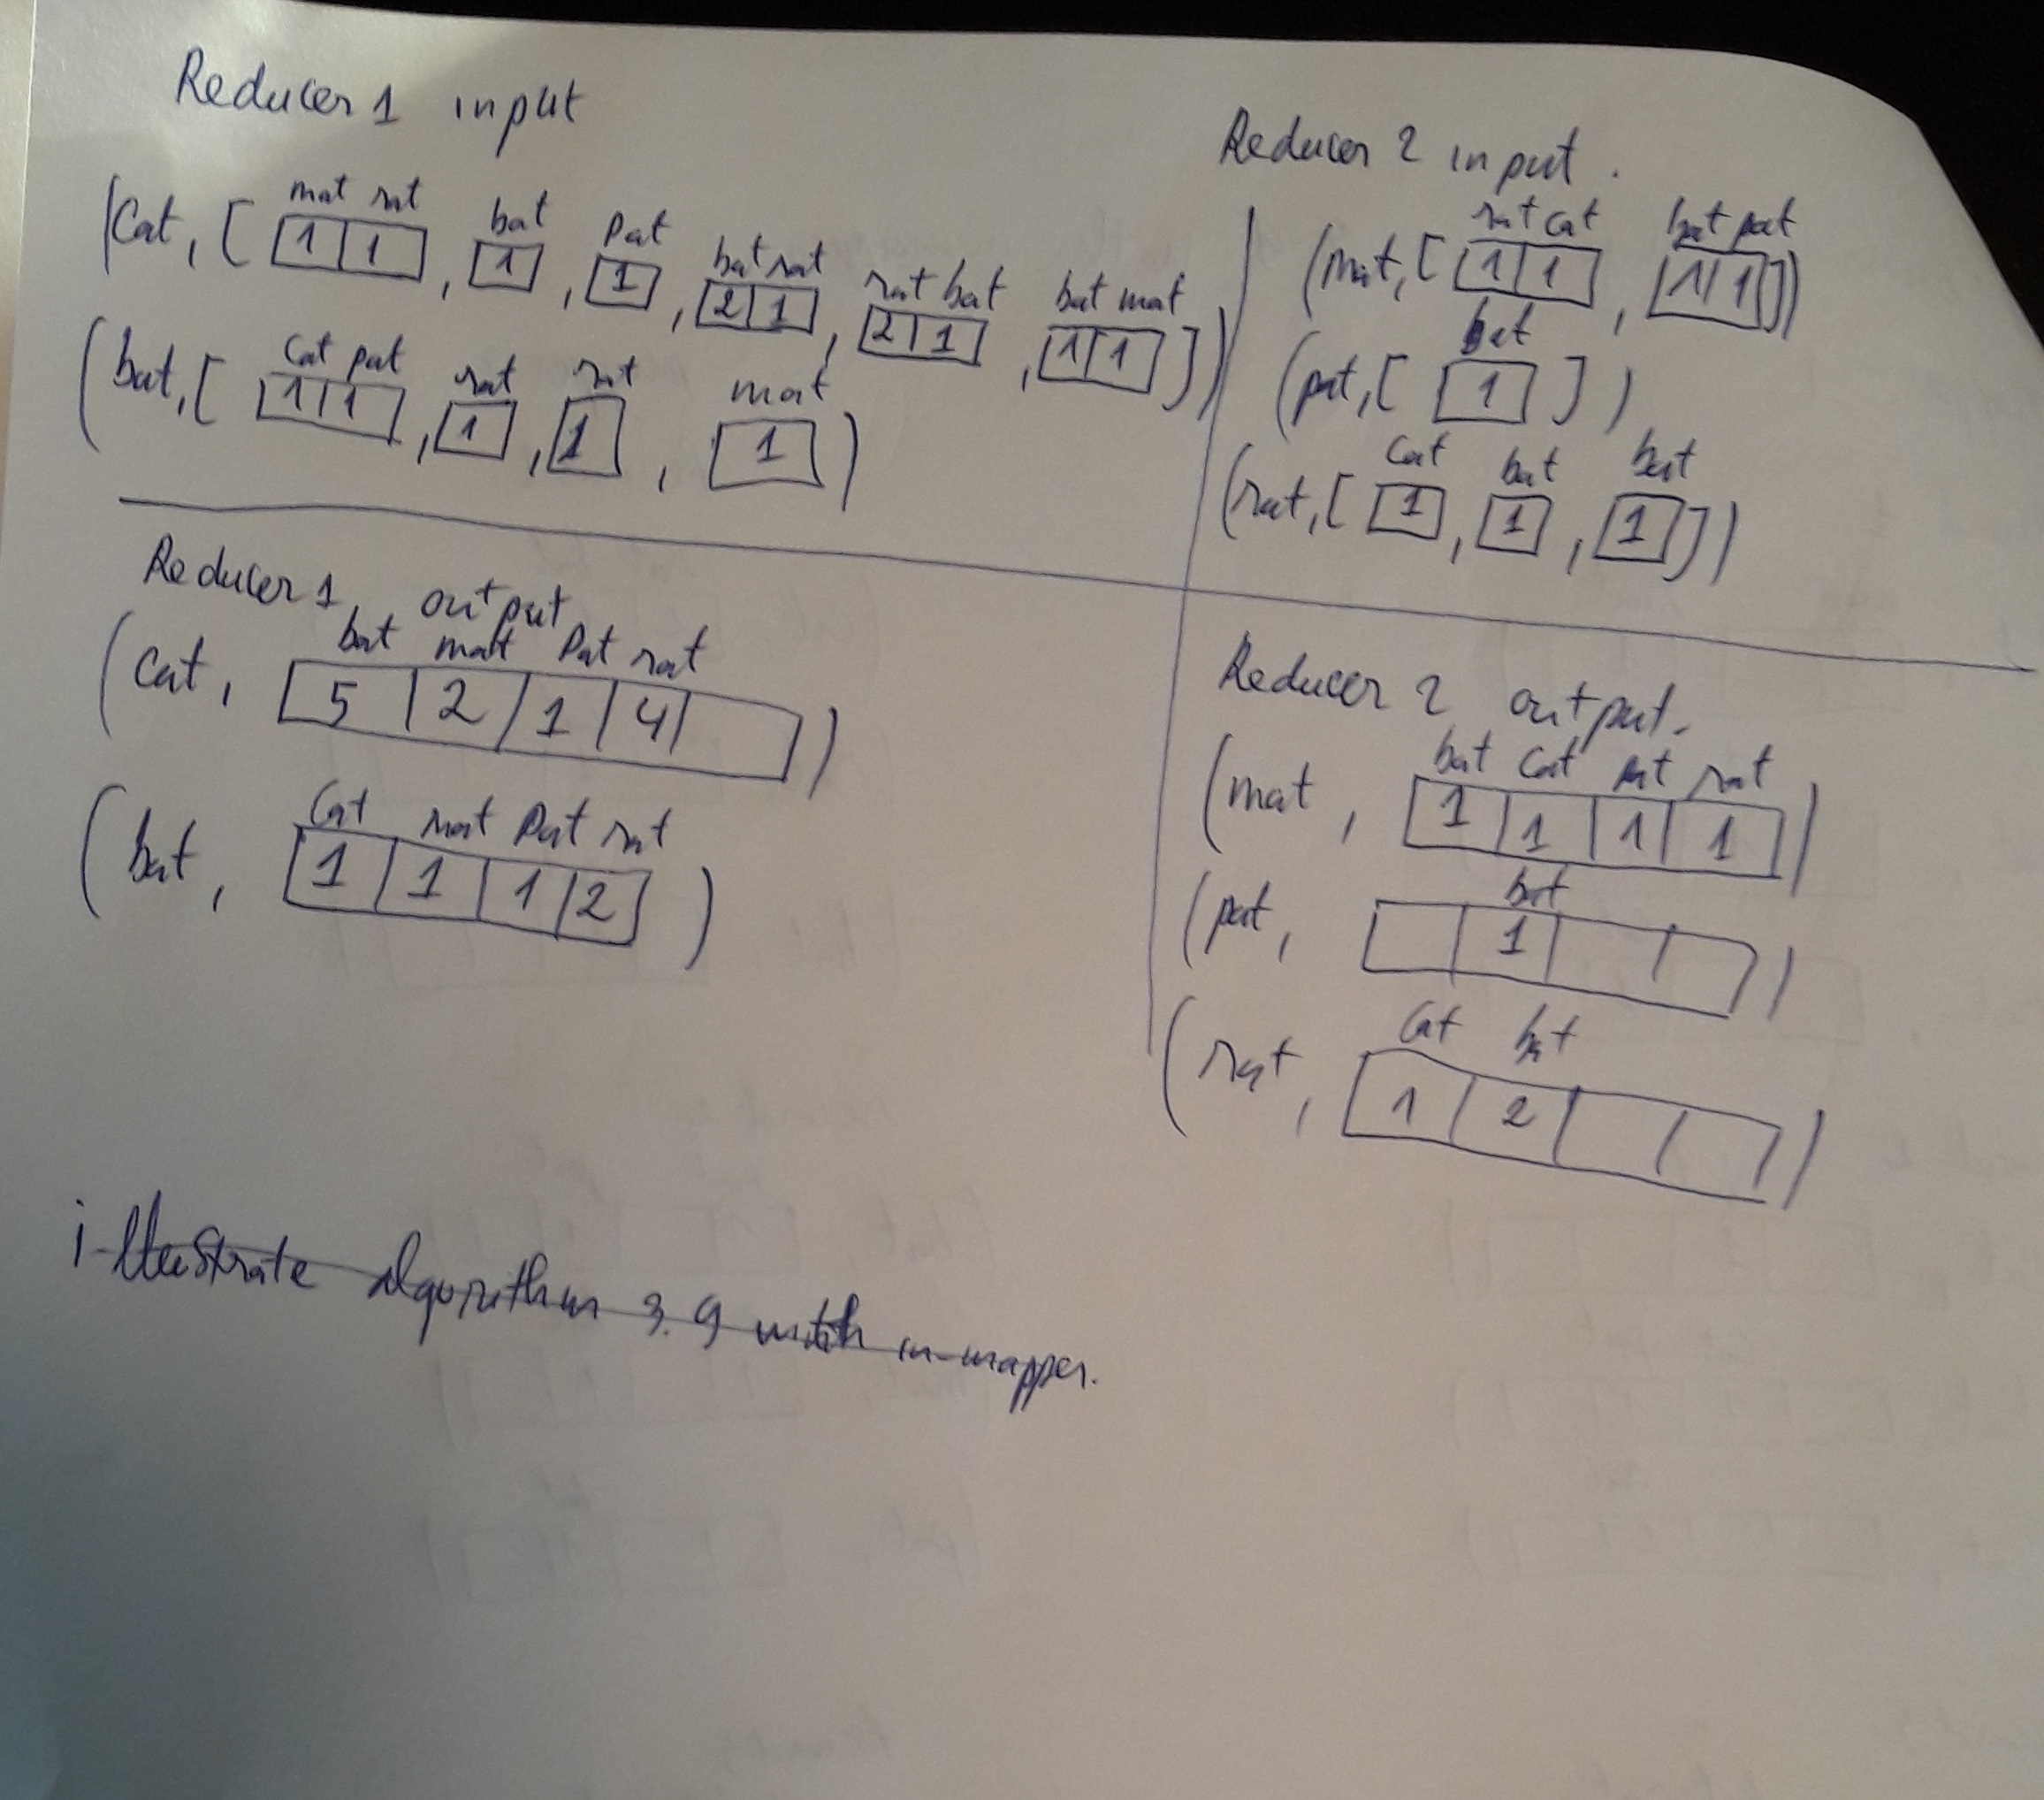 Reducer 1 input
mat rat bat Pat bat rat rat bat bat mat
(Cat, [ 1 1 , 1 , 1 , 2 1 , 2 1 , 1 1 ])
cat pat rat rat mat
(bat, [ 1 1 , 1 , 1 , 1 )
Reducer 2 input.
rat cat bat pat
(mat, [ 1 1 , 1 1 ])
bat
(pat, [ 1 ] )
cat bat bat
(rat, [ 1 , 1 , 1 ])
Reducer 1 output
bat mat Pat rat
(cat, 5 2 1 4 )
Cat mat Pat rat
(bat, 1 1 1 2 )
Reducer 2 output.
bat Cat pat rat
(mat, 1 1 1 1 )
bat
(pat, 1 )
Cat bat
(rat, 1 2 )
i-llustrate algorithm 3.9 with in-mapper.